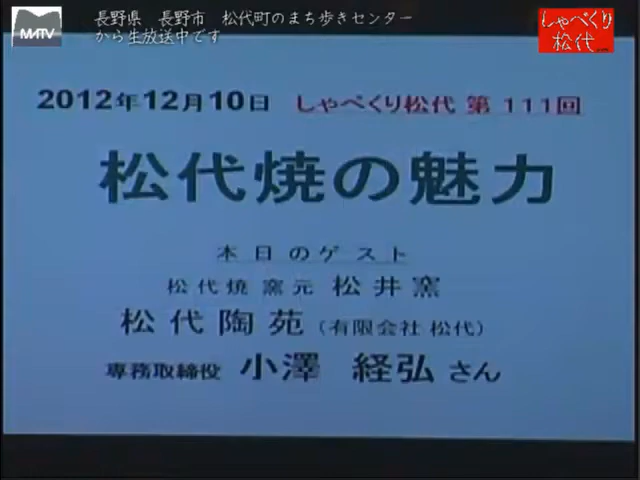 MATV
長野県 長野市 松代町のまち歩きセンター
から生放送中です
しゃべくり
松代
2012年12月10日 しゃべくり松代 第 111回
松代焼の魅力
本日のゲスト
松代焼 窯元 松井窯
松代陶苑（有限会社 松代）
専務取締役 小澤 経弘 さん